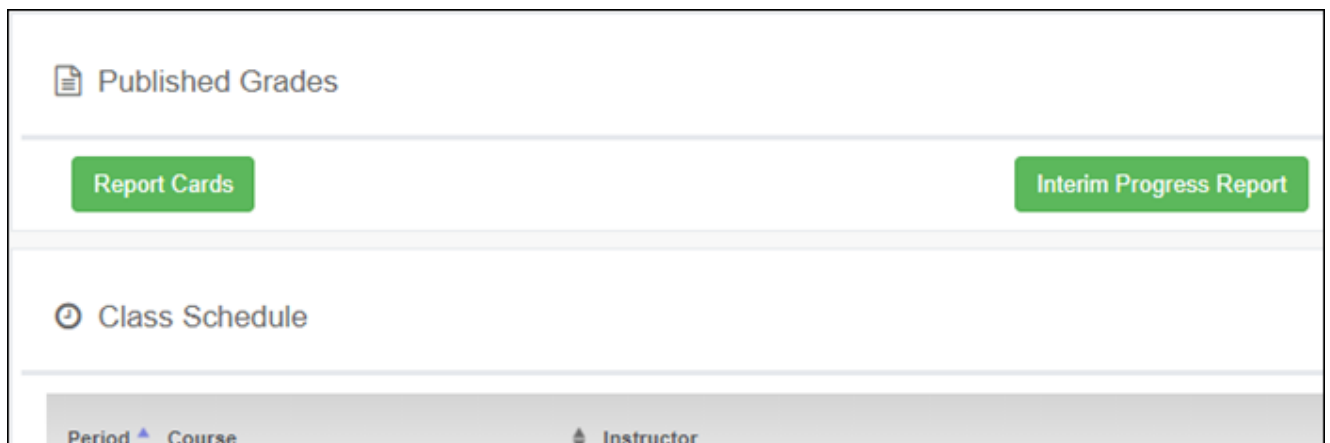 Published Grades
Report Cards Interim Progress Report
Class Schedule
Period Course Instructor